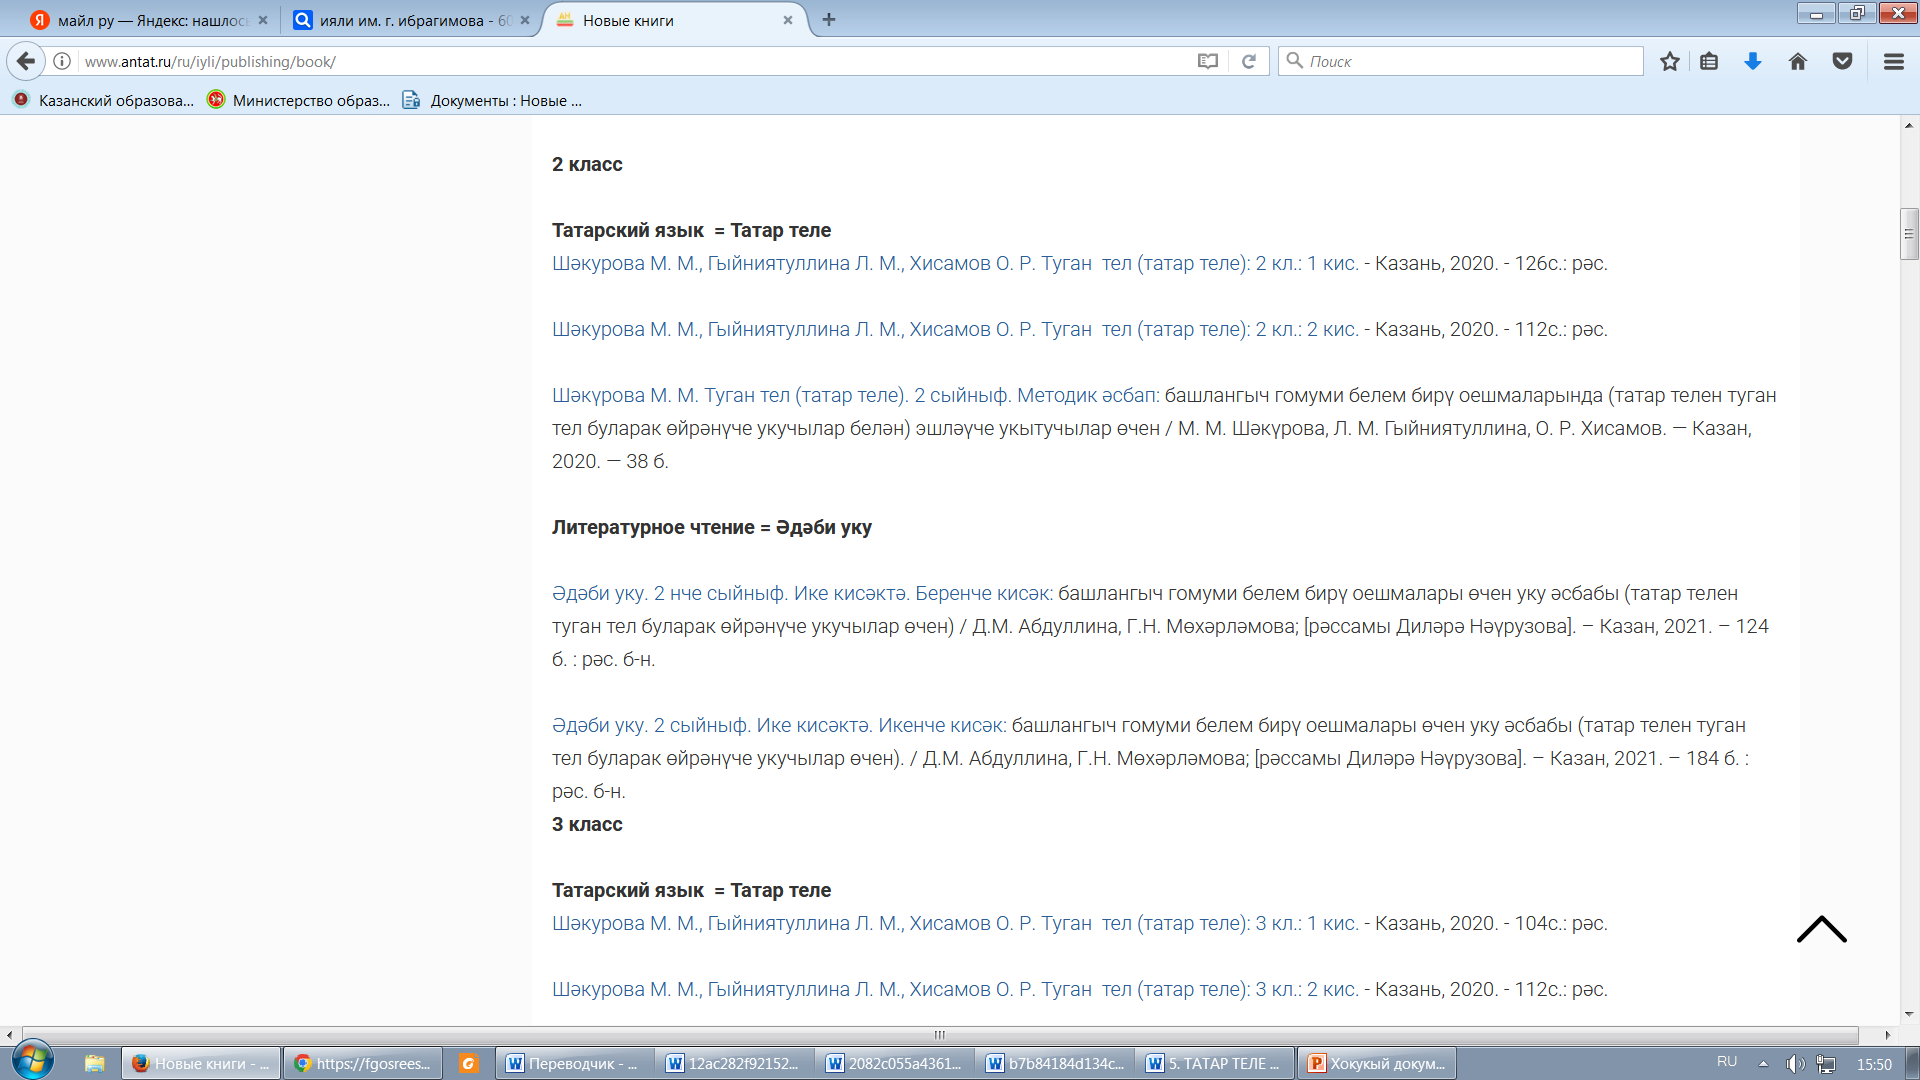 майл ру — Яндекс: нашлос
ияли им. г. ибрагимова - 60
Новые книги
www.antat.ru/ru/iyli/publishing/book/
Поиск
Казанский образова...
Министерство образ...
Документы : Новые ...
2 класс
Татарский язык = Татар теле
Шәкурова М. М., Гыйниятуллина Л. М., Хисамов О. Р. Туган тел (татар теле): 2 кл.: 1 кис. - Казань, 2020. - 126с.: рәс.
Шәкурова М. М., Гыйниятуллина Л. М., Хисамов О. Р. Туган тел (татар теле): 2 кл.: 2 кис. - Казань, 2020. - 112с.: рәс.
Шәкүрова М. М. Туган тел (татар теле). 2 сыйныф. Методик әсбап: башлангыч гомуми белем бирү оешмаларында (татар телен туган
тел буларак өйрәнүче укучылар белән) эшләүче укытучылар өчен / М. М. Шәкүрова, Л. М. Гыйниятуллина, О. Р. Хисамов. — Казан,
2020. — 38 б.
Литературное чтение = Әдәби уку
Әдәби уку. 2 нче сыйныф. Ике кисәктә. Беренче кисәк: башлангыч гомуми белем бирү оешмалары өчен уку әсбабы (татар телен
туган тел буларак өйрәнүче укучылар өчен) / Д.М. Абдуллина, Г.Н. Мөхәрләмова; [рәссамы Диләрә Нәүрузова]. – Казан, 2021. – 124
б. : рәс. б-н.
Әдәби уку. 2 сыйныф. Ике кисәктә. Икенче кисәк: башлангыч гомуми белем бирү оешмалары өчен уку әсбабы (татар телен туган
тел буларак өйрәнүче укучылар өчен). / Д.М. Абдуллина, Г.Н. Мөхәрләмова; [рәссамы Диләрә Нәүрузова]. – Казан, 2021. – 184 б. :
рәс. б-н.
3 класс
Татарский язык = Татар теле
Шәкурова М. М., Гыйниятуллина Л. М., Хисамов О. Р. Туган тел (татар теле): 3 кл.: 1 кис. - Казань, 2020. - 104с.: рәс.
Шәкурова М. М., Гыйниятуллина Л. М., Хисамов О. Р. Туган тел (татар теле): 3 кл.: 2 кис. - Казань, 2020. - 112с.: рәс.
Новые книги - ...
https://fgosrees...
Переводчик - ...
12ac282f92152...
2082c055a4361...
b7b84184d134c...
5. ТАТАР ТЕЛЕ ...
Хокукый докум...
RU
15:50